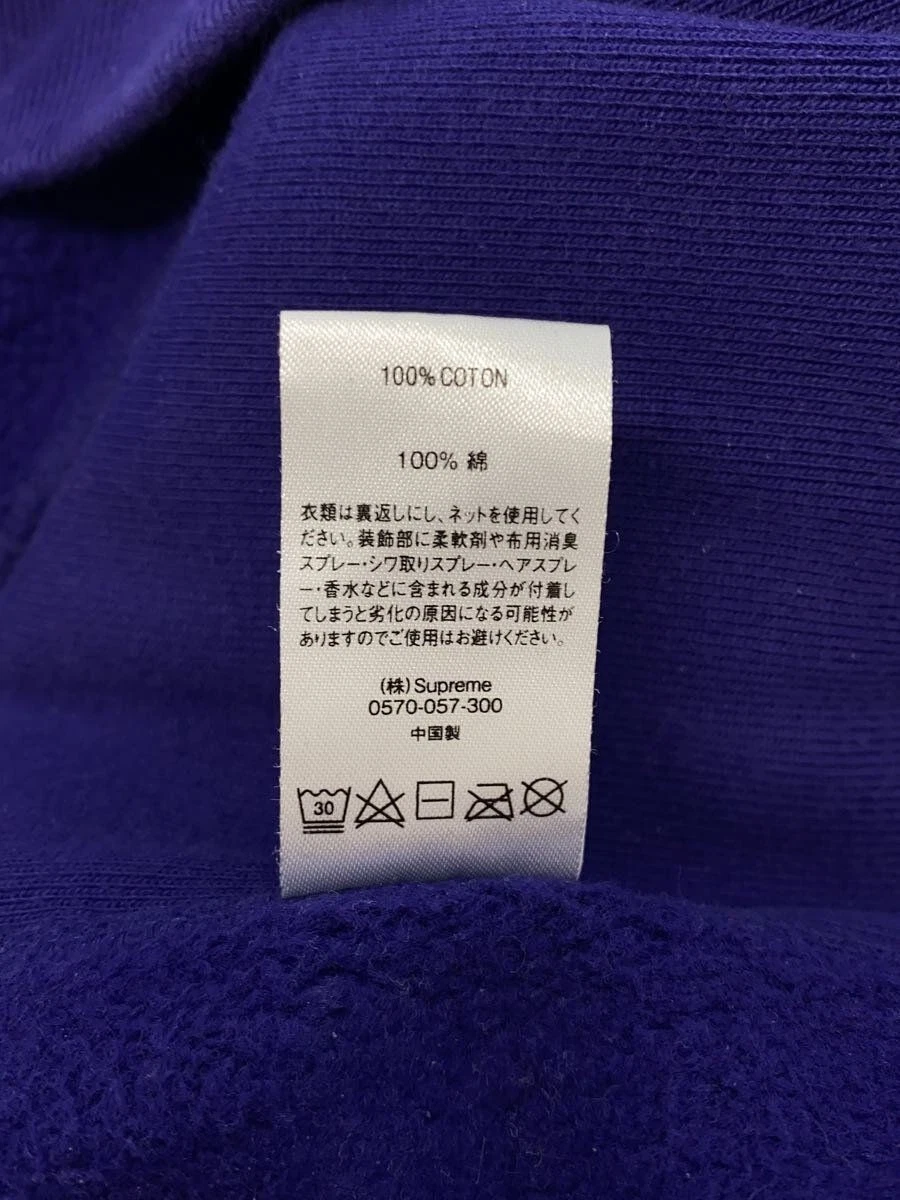 100% COTON
100% 綿
衣類は裏返しにし、ネットを使用してく
ださい。装飾部に柔軟剤や布用消臭
スプレー・シワ取りスプレー・ヘアスプレ
ー・香水などに含まれる成分が付着し
てしまうと劣化の原因になる可能性が
ありますのでご使用はお避けください。
(株)Supreme
0570-057-300
中国製
30